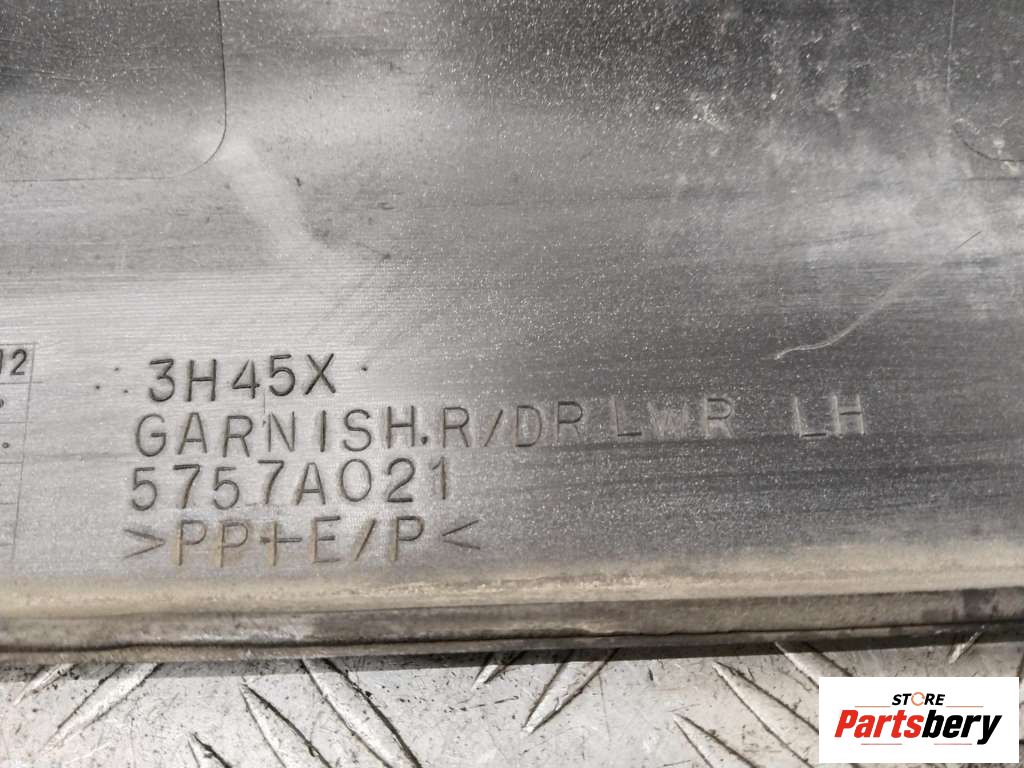 3H45X
GARNISH.R/DR LWR LH
5757A021
>PP+E/P<
STORE
Partsbery